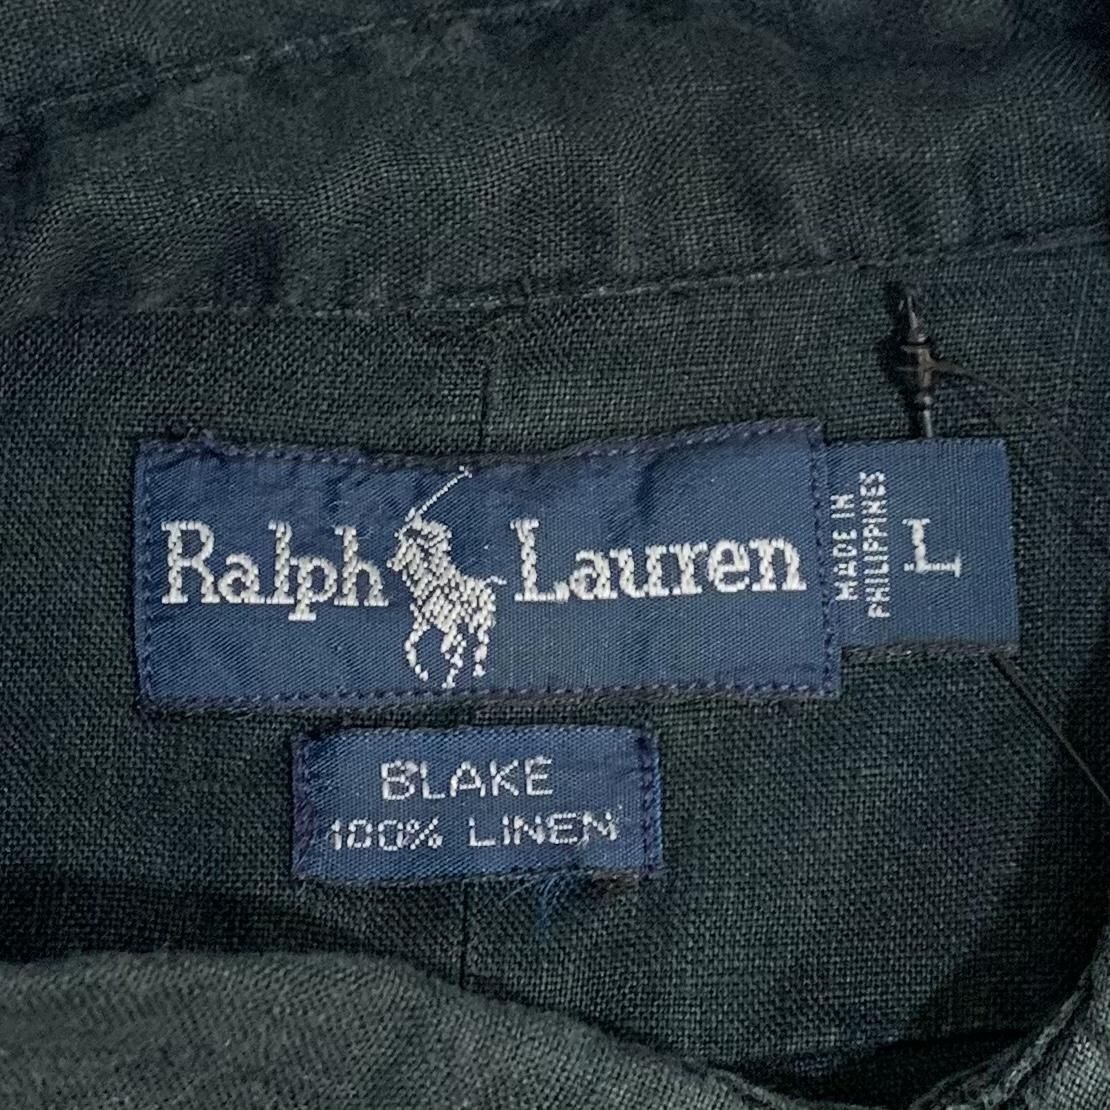 Ralph Lauren
MADE IN
PHILIPPINES
L
BLAKE
100% LINEN